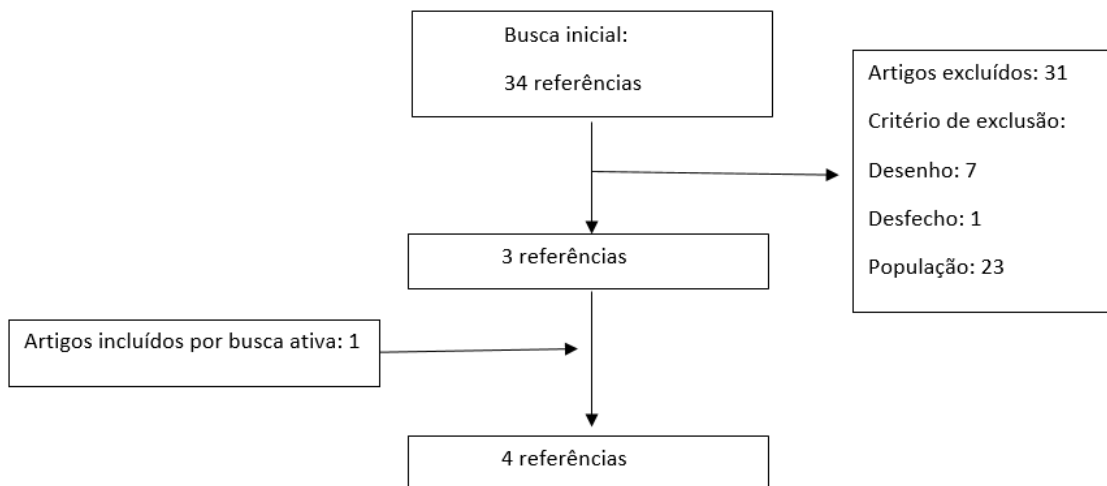 Busca inicial:
34 referências
Artigos excluídos: 31
Critério de exclusão:
Desenho: 7
Desfecho: 1
População: 23
3 referências
Artigos incluídos por busca ativa: 1
4 referências